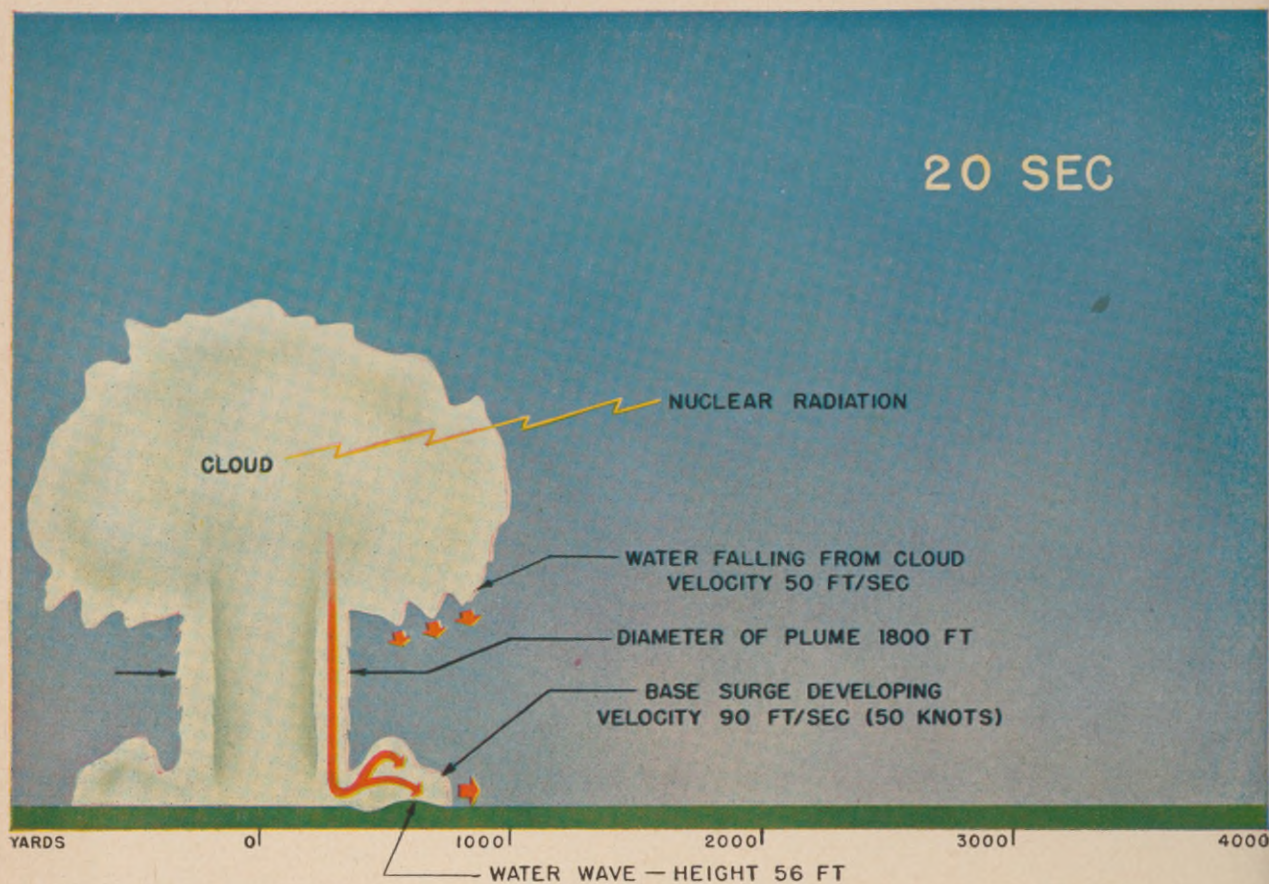 20 SEC
NUCLEAR RADIATION
CLOUD
WATER FALLING FROM CLOUD
VELOCITY 50 FT/SEC
DIAMETER OF PLUME 1800 FT
BASE SURGE DEVELOPING
VELOCITY 90 FT/SEC (50 KNOTS)
YARDS 0 1000 2000 3000 4000
WATER WAVE — HEIGHT 56 FT